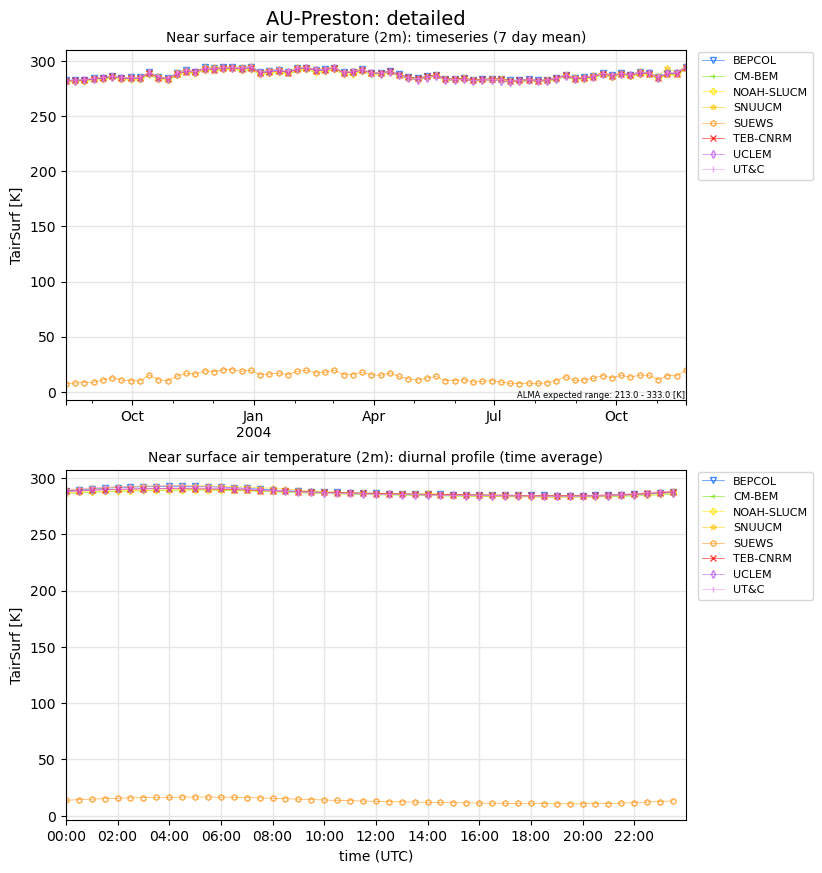 AU-Preston: detailed
Near surface air temperature (2m): timeseries (7 day mean)
300
250
200
150
100
50
0
TairSurf [K]
Oct
Jan
2004
Apr
Jul
Oct
ALMA expected range: 213.0 - 333.0 [K]
BEPCOL
CM-BEM
NOAH-SLUCM
SNUUCM
SUEWS
TEB-CNRM
UCLEM
UT&C
Near surface air temperature (2m): diurnal profile (time average)
300
250
200
150
100
50
0
TairSurf [K]
00:00
02:00
04:00
06:00
08:00
10:00
12:00
14:00
16:00
18:00
20:00
22:00
time (UTC)
BEPCOL
CM-BEM
NOAH-SLUCM
SNUUCM
SUEWS
TEB-CNRM
UCLEM
UT&C